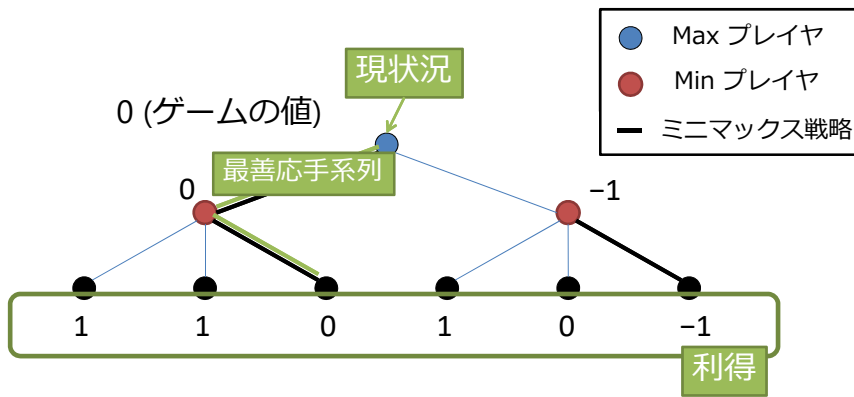 現状況
Max プレイヤ
Min プレイヤ
ミニマックス戦略
0 (ゲームの値)
最善応手系列
0
−1
1 1 0 1 0 −1
利得